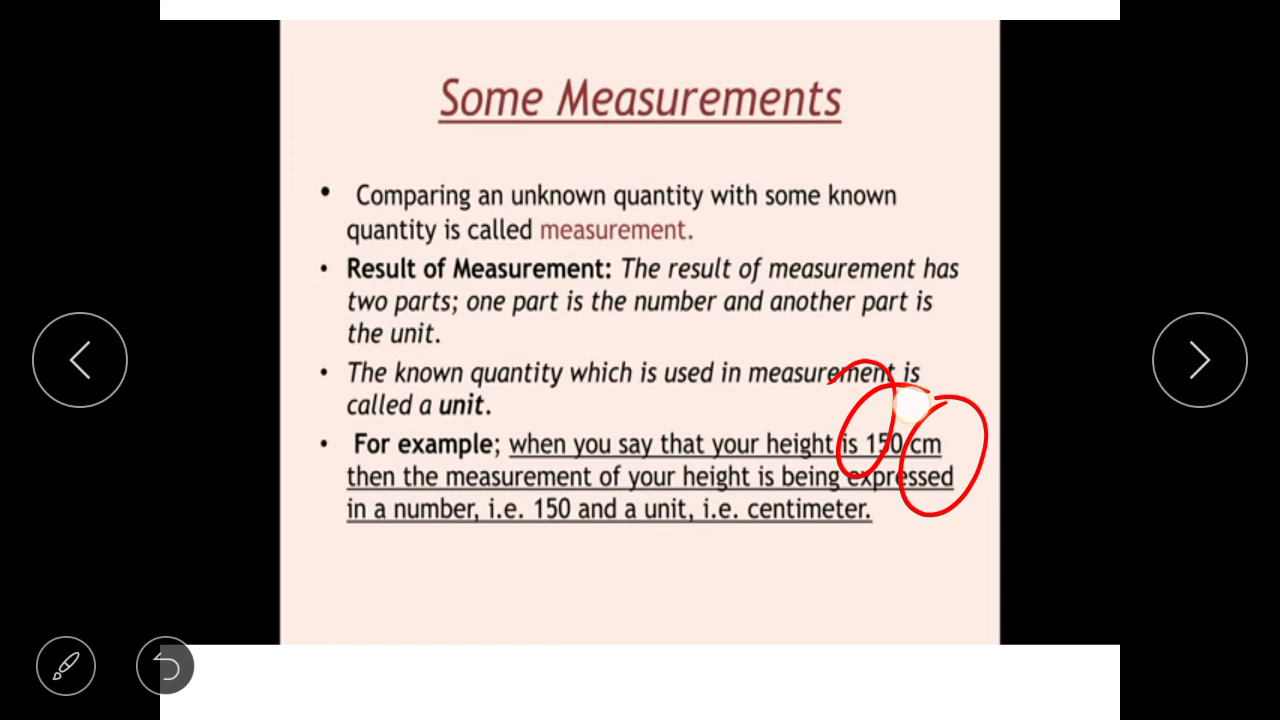 Some Measurements
• Comparing an unknown quantity with some known
quantity is called measurement.
• Result of Measurement: The result of measurement has
two parts; one part is the number and another part is
the unit.
• The known quantity which is used in measurement is
called a unit.
• For example; when you say that your height is 150 cm
then the measurement of your height is being expressed
in a number, i.e. 150 and a unit, i.e. centimeter.